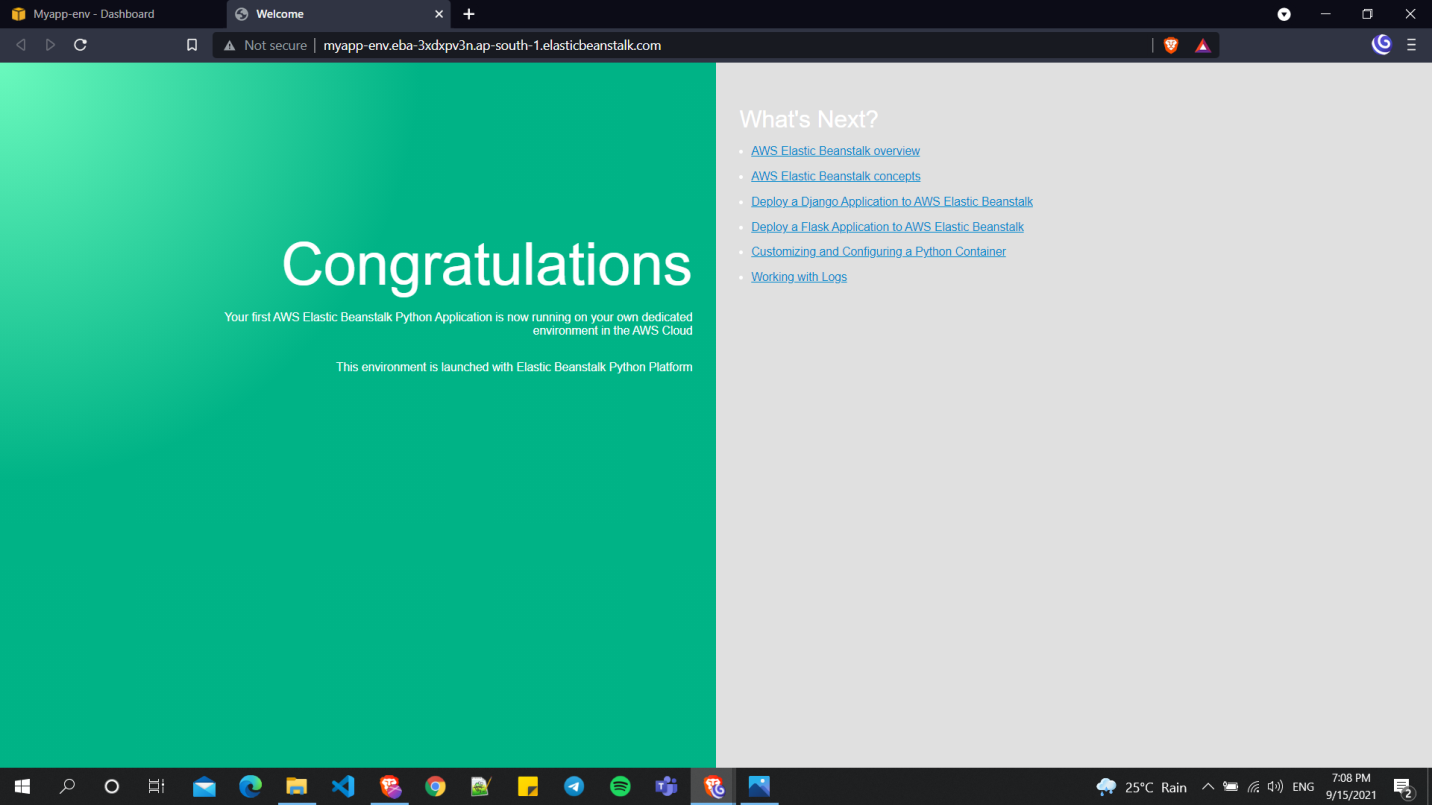 Myapp-env - Dashboard
Welcome
Not secure
myapp-env.eba-3xdxpv3n.ap-south-1.elasticbeanstalk.com
Congratulations
Your first AWS Elastic Beanstalk Python Application is now running on your own dedicated
environment in the AWS Cloud
This environment is launched with Elastic Beanstalk Python Platform
What's Next?
AWS Elastic Beanstalk overview
AWS Elastic Beanstalk concepts
Deploy a Django Application to AWS Elastic Beanstalk
Deploy a Flask Application to AWS Elastic Beanstalk
Customizing and Configuring a Python Container
Working with Logs
25°C Rain
ENG
7:08 PM
9/15/2021
2